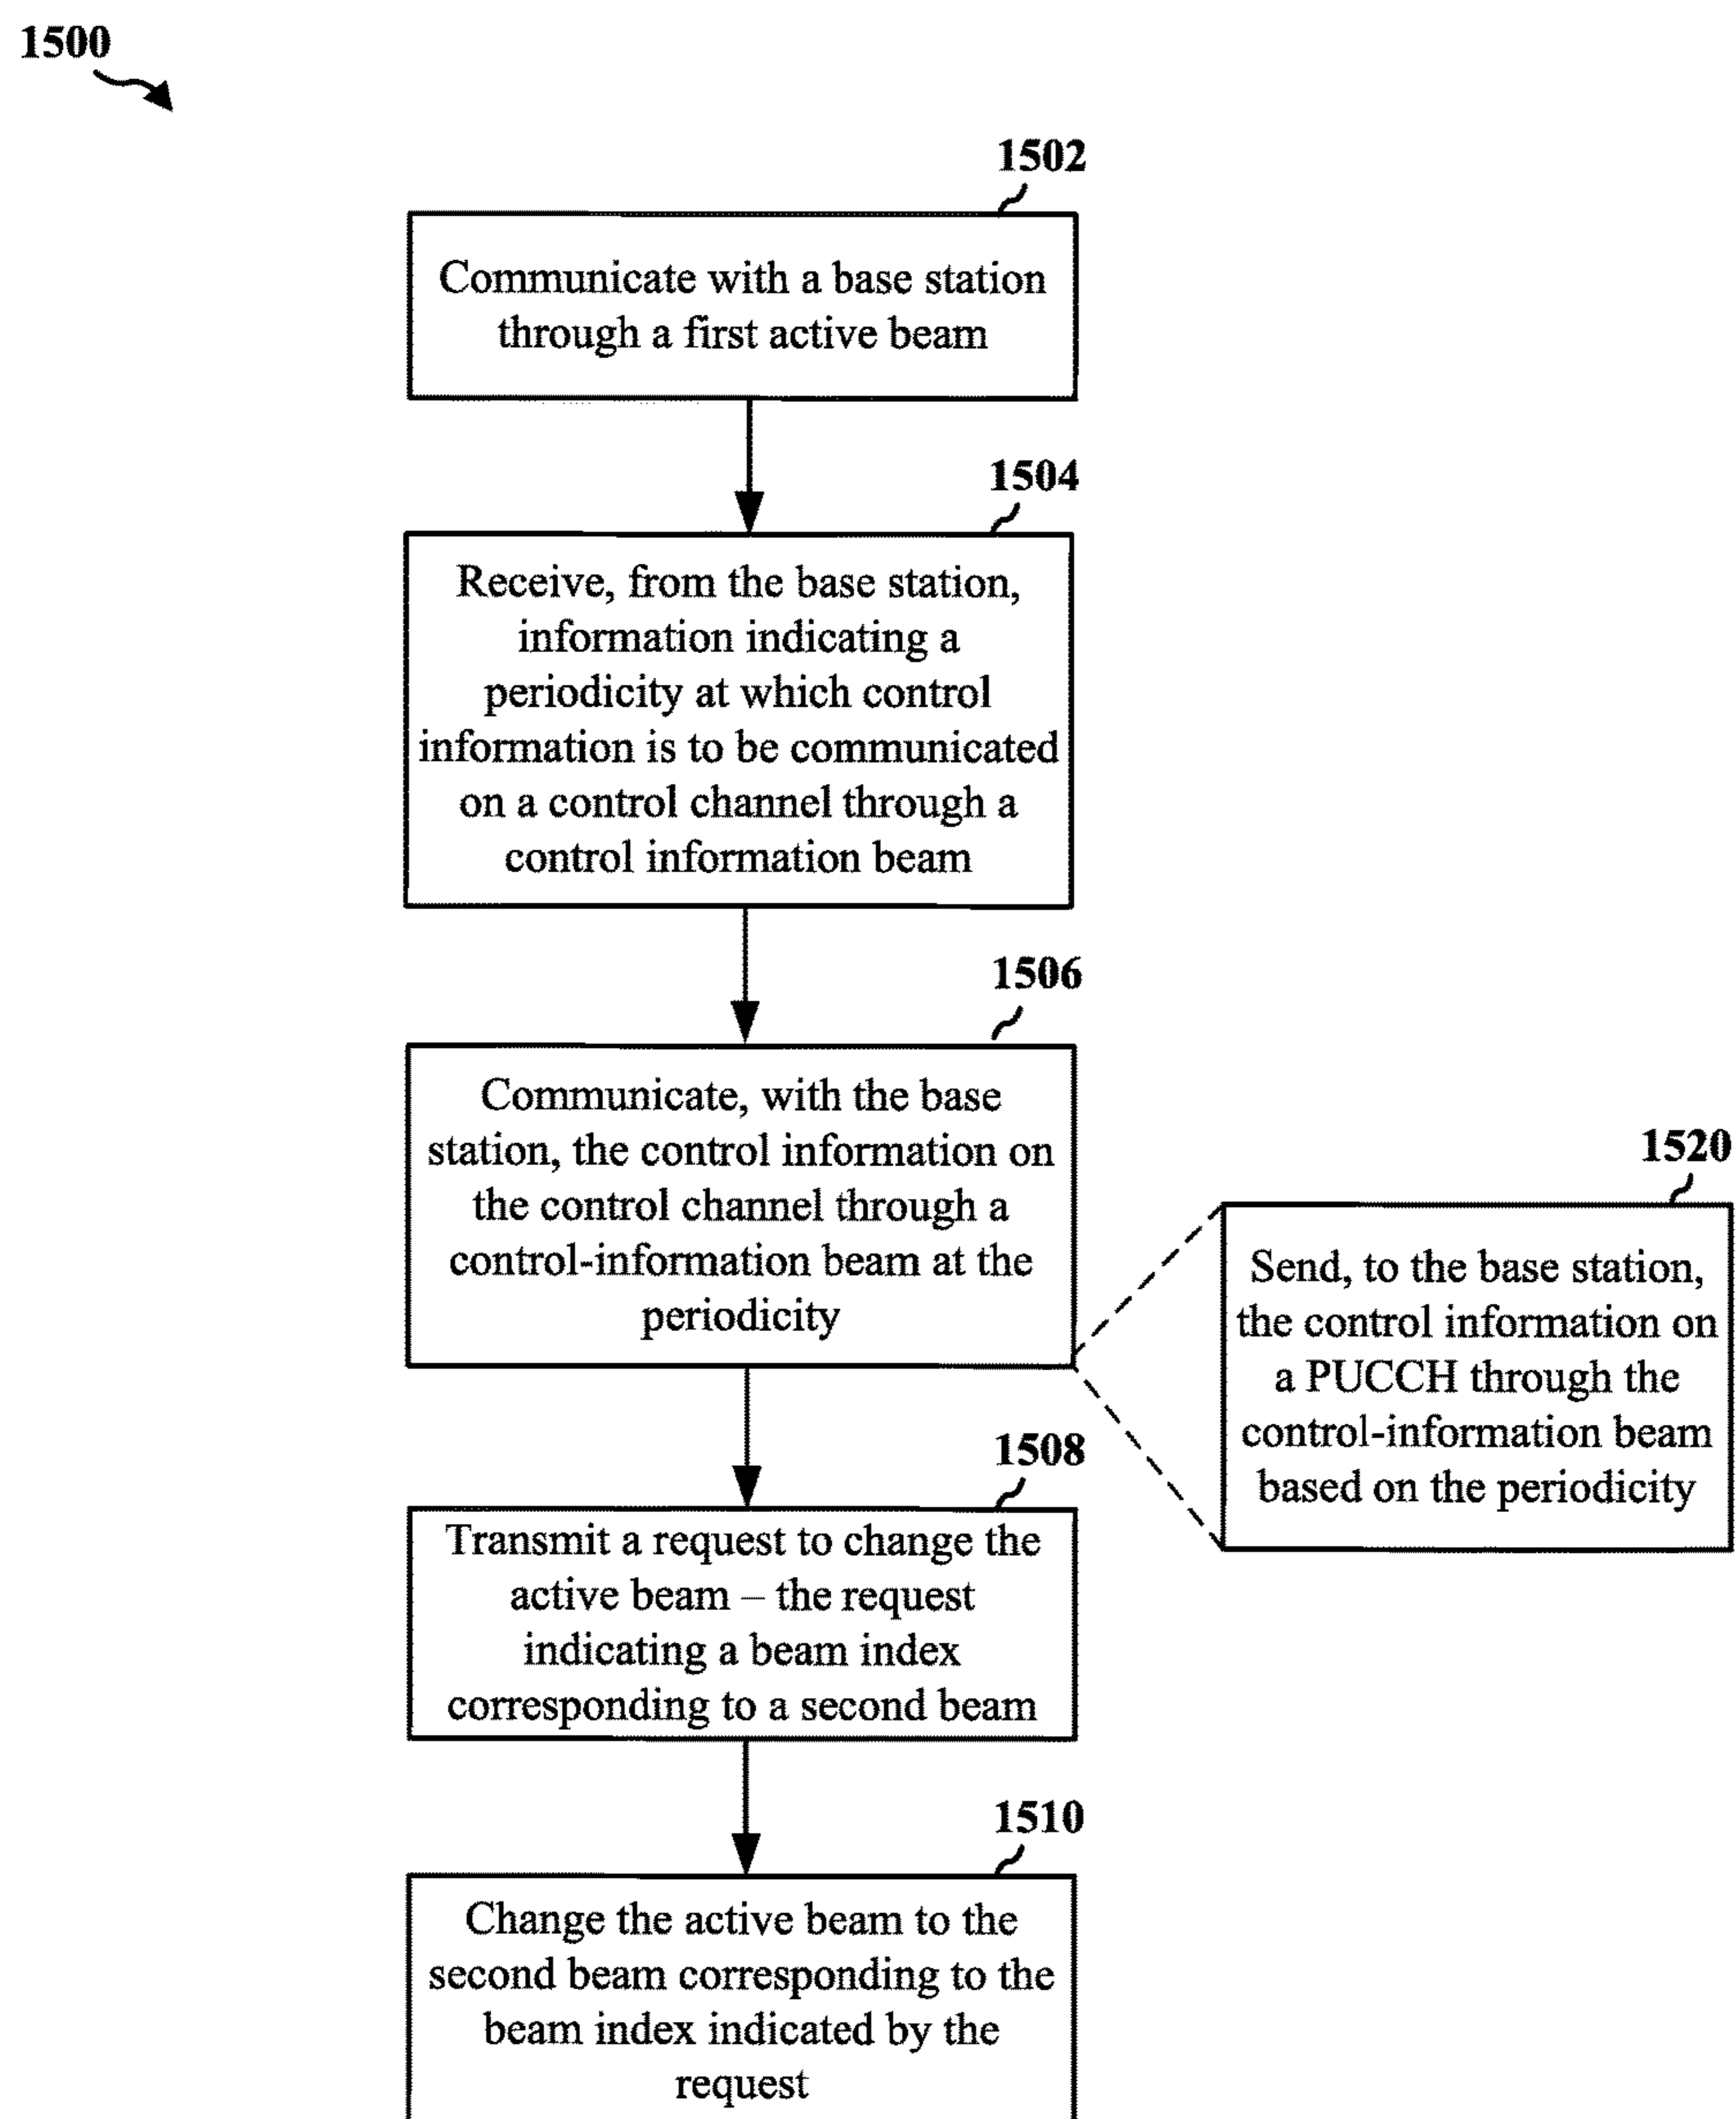 1500
1502
Communicate with a base station
through a first active beam
1504
Receive, from the base station,
information indicating a
periodicity at which control
information is to be communicated
on a control channel through a
control information beam
1506
Communicate, with the base
station, the control information on
the control channel through a
control-information beam at the
periodicity
1520
Send, to the base station,
the control information on
a PUCCH through the
control-information beam
based on the periodicity
1508
Transmit a request to change the
active beam – the request
indicating a beam index
corresponding to a second beam
1510
Change the active beam to the
second beam corresponding to the
beam index indicated by the
request